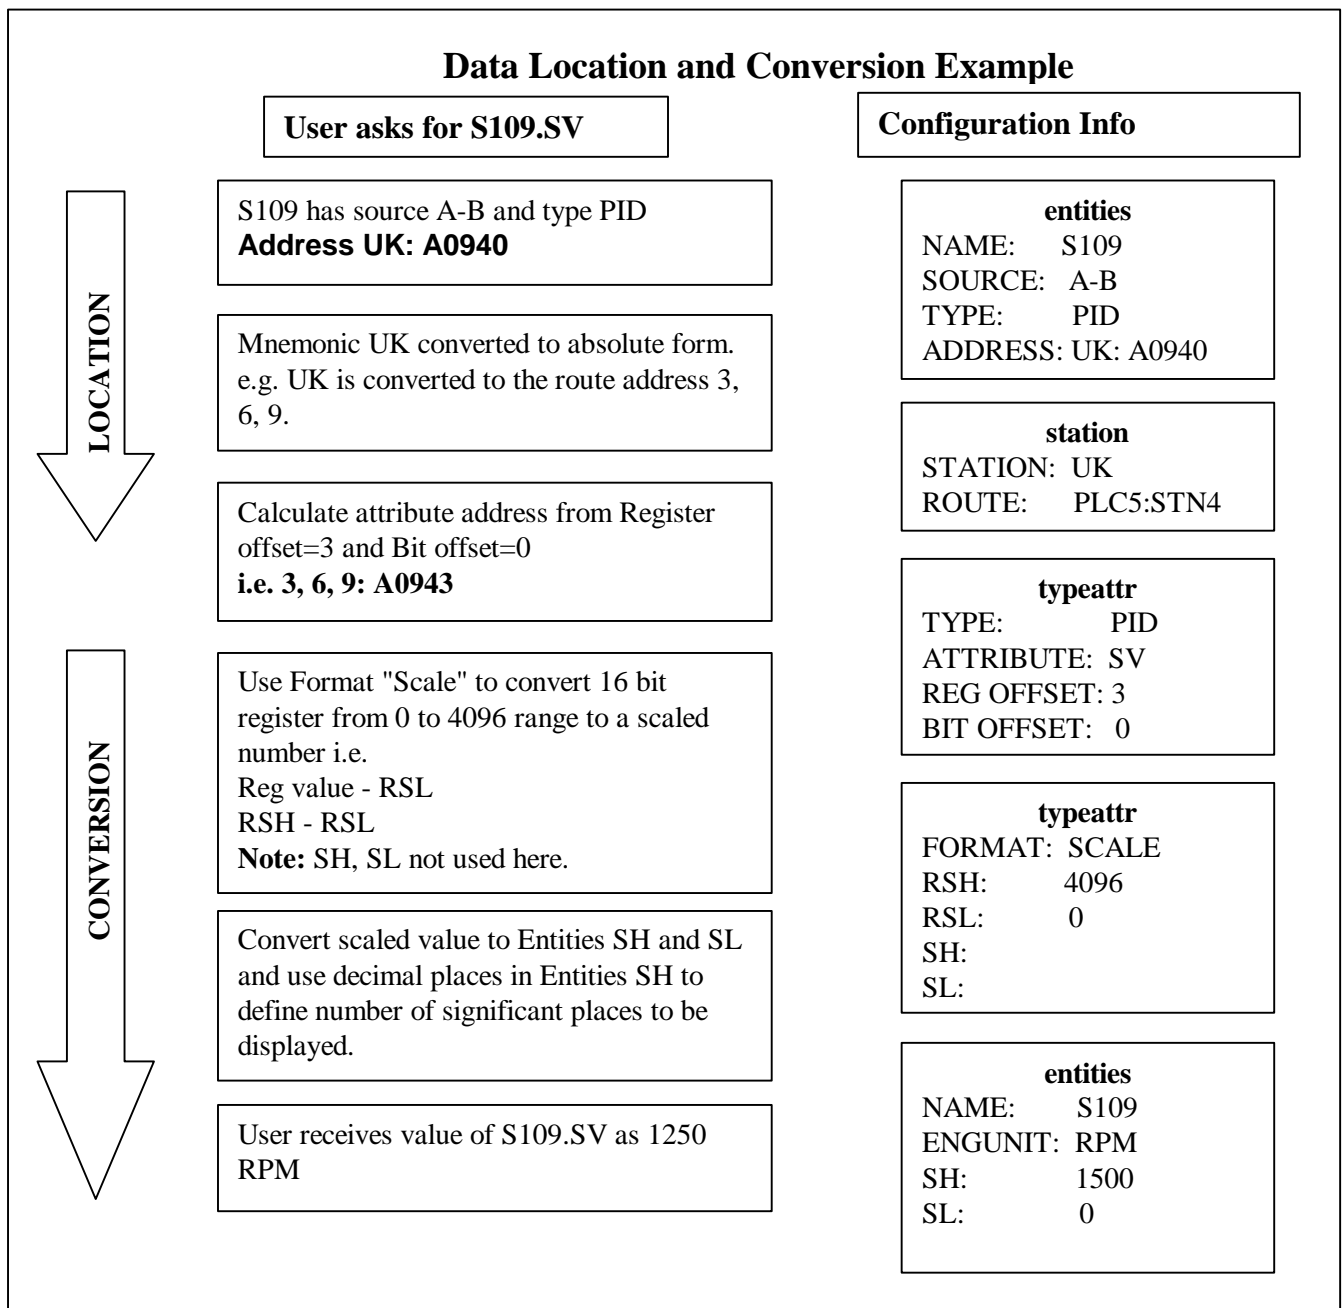 Data Location and Conversion Example
User asks for S109.SV
Configuration Info
LOCATION
S109 has source A-B and type PID
Address UK: A0940
Mnemonic UK converted to absolute form.
e.g. UK is converted to the route address 3,
6, 9.
Calculate attribute address from Register
offset=3 and Bit offset=0
i.e. 3, 6, 9: A0943
CONVERSION
Use Format "Scale" to convert 16 bit
register from 0 to 4096 range to a scaled
number i.e.
Reg value - RSL
RSH - RSL
Note: SH, SL not used here.
Convert scaled value to Entities SH and SL
and use decimal places in Entities SH to
define number of significant places to be
displayed.
User receives value of S109.SV as 1250
RPM
entities
NAME: S109
SOURCE: A-B
TYPE: PID
ADDRESS: UK: A0940
station
STATION: UK
ROUTE: PLC5:STN4
typeattr
TYPE: PID
ATTRIBUTE: SV
REG OFFSET: 3
BIT OFFSET: 0
typeattr
FORMAT: SCALE
RSH: 4096
RSL: 0
SH:
SL:
entities
NAME: S109
ENGUNIT: RPM
SH: 1500
SL: 0